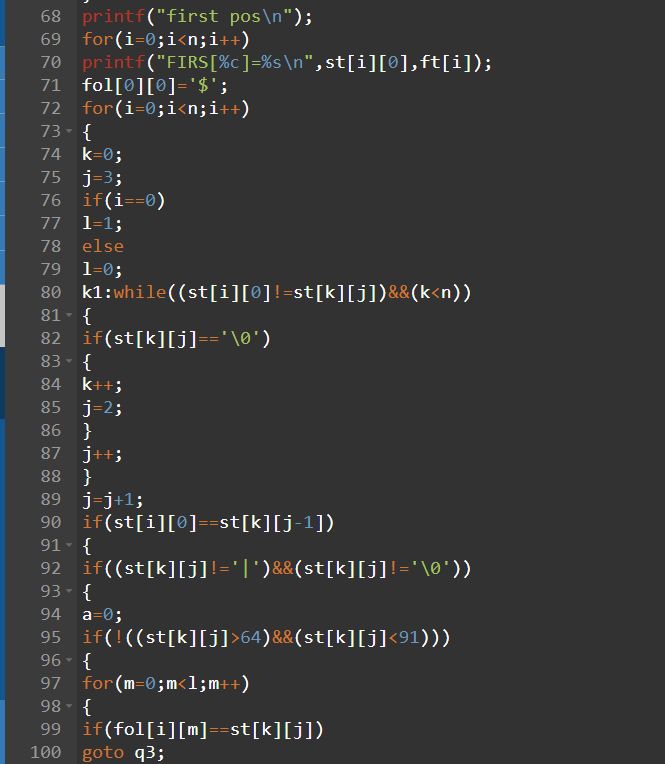 68 printf("first pos\n");
69 for(i=0;i<n;i++)
70 printf("FIRS[%c]=%s\n",st[i][0],ft[i]);
71 fol[0][0]='$';
72 for(i=0;i<n;i++)
73 {
74 k=0;
75 j=3;
76 if(i==0)
77 l=1;
78 else
79 l=0;
80 k1:while((st[i][0]!=st[k][j])&&(k<n))
81 {
82 if(st[k][j]=='\0')
83 {
84 k++;
85 j=2;
86 }
87 j++;
88 }
89 j=j+1;
90 if(st[i][0]==st[k][j-1])
91 {
92 if((st[k][j]!='|')&&(st[k][j]!='\0'))
93 {
94 a=0;
95 if(!((st[k][j]>64)&&(st[k][j]<91)))
96 {
97 for(m=0;m<l;m++)
98 {
99 if(fol[i][m]==st[k][j])
100 goto q3;